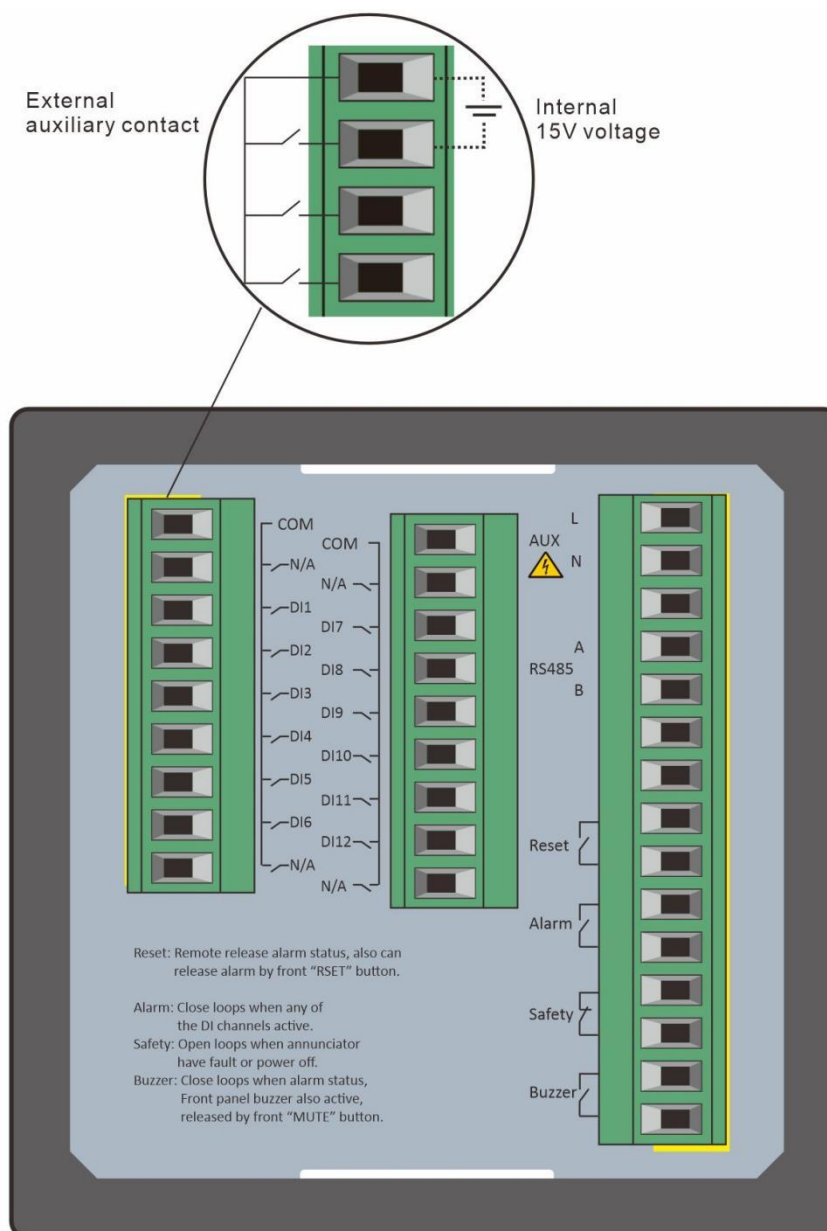 External
auxiliary contact
Internal
15V voltage
COM
N/A
DI1
DI2
DI3
DI4
DI5
DI6
N/A
COM
N/A
DI7
DI8
DI9
DI10
DI11
DI12
N/A
L
AUX
N
A
RS485
B
Reset
Alarm
Safety
Buzzer
Reset: Remote release alarm status, also can
release alarm by front “RSET” button.
Alarm: Close loops when any of
the DI channels active.
Safety: Open loops when annunciator
have fault or power off.
Buzzer: Close loops when alarm status,
Front panel buzzer also active,
released by front “MUTE” button.